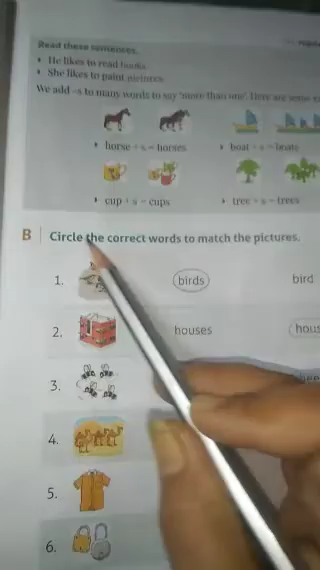 Read these sentences.
He likes to read books.
She likes to paint pictures.
We add -s to many words to say 'more than one'. Here are some
horse + s = horses boat + s = boats
cup + s = cups tree + s = trees
B Circle the correct words to match the pictures.
1. birds bird
2. houses
3.
4.
5.
6.